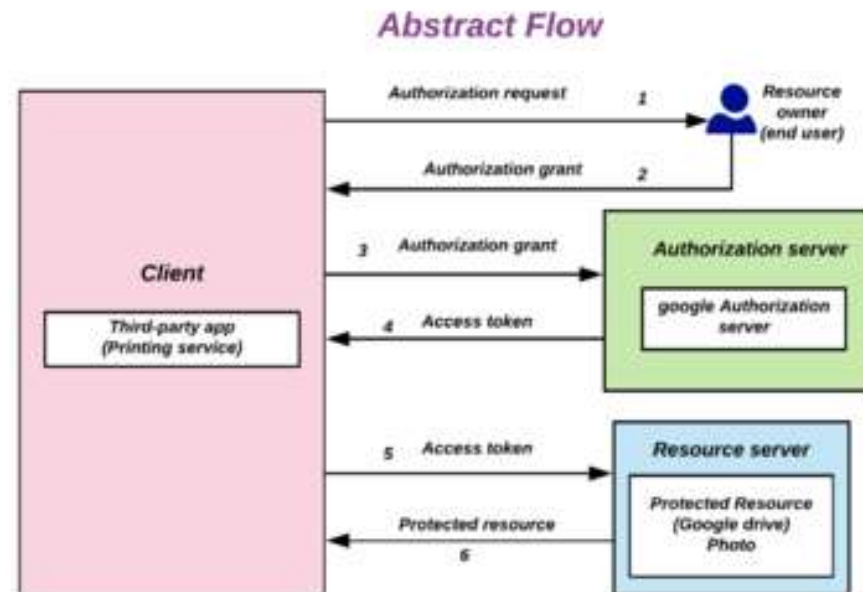 Abstract Flow
Authorization request 1
Resource
owner
(end user)
Authorization grant 2
3 Authorization grant
Authorization server
Client
google Authorization
server
Third-party app
(Printing service)
4 Access token
5 Access token
Resource server
Protected Resource
(Google drive)
Photo
Protected resource
6